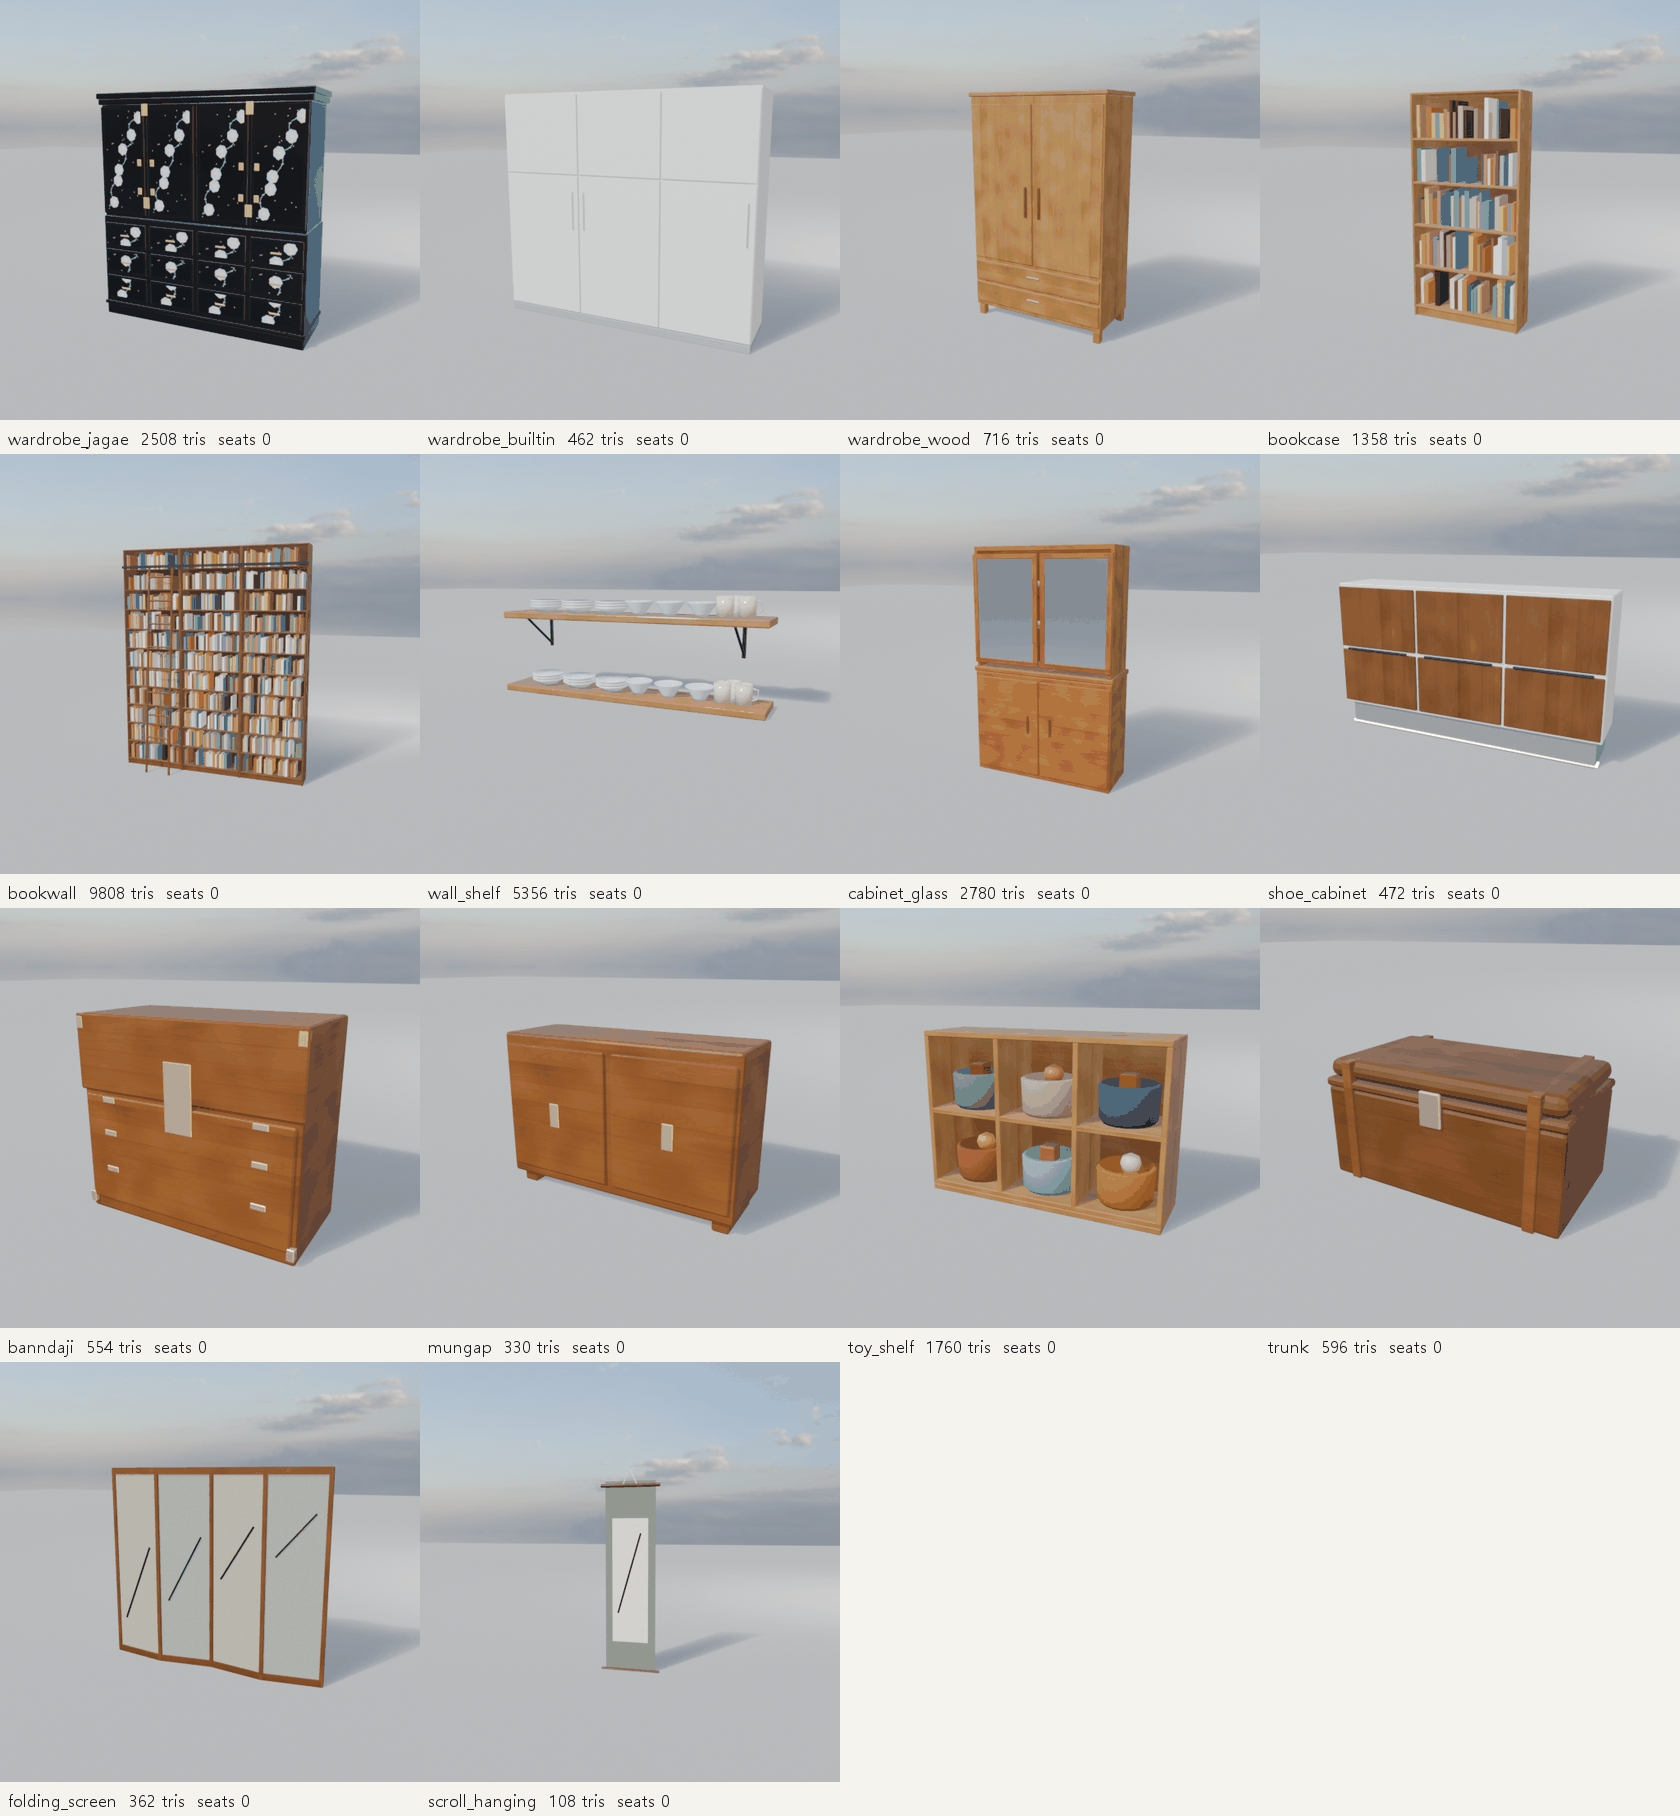 wardrobe_jagae 2508 tris seats 0
wardrobe_builtin 462 tris seats 0
wardrobe_wood 716 tris seats 0
bookcase 1358 tris seats 0
bookwall 9808 tris seats 0
wall_shelf 5356 tris seats 0
cabinet_glass 2780 tris seats 0
shoe_cabinet 472 tris seats 0
banndaji 554 tris seats 0
mungap 330 tris seats 0
toy_shelf 1760 tris seats 0
trunk 596 tris seats 0
folding_screen 362 tris seats 0
scroll_hanging 108 tris seats 0